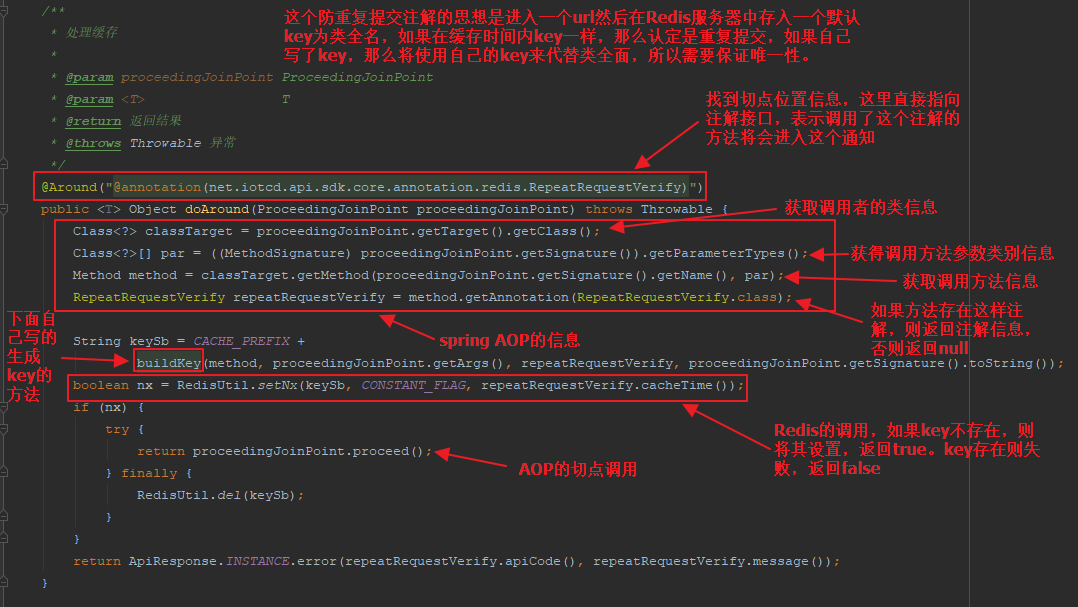 /**
这个防重复提交注解的思想是进入一个url然后在Redis服务器中存入一个默认
key为类全名，如果在缓存时间内key一样，那么认定是重复提交，如果自己
写了key，那么将使用自己的key来代替类全面，所以需要保证唯一性。
* 处理缓存
*
* @param proceedingJoinPoint ProceedingJoinPoint
* @param <T> T
* @return 返回结果
* @throws Throwable 异常
*/
找到切点位置信息，这里直接指向
注解接口，表示调用了这个注解的
方法将会进入这个通知
@Around("@annotation(net.iotcd.api.sdk.core.annotation.redis.RepeatRequestVerify)")
public <T> Object doAround(ProceedingJoinPoint proceedingJoinPoint) throws Throwable {
获取调用者的类信息
Class<?> classTarget = proceedingJoinPoint.getTarget().getClass();
Class<?>[] par = ((MethodSignature) proceedingJoinPoint.getSignature()).getParameterTypes();
获得调用方法参数类别信息
Method method = classTarget.getMethod(proceedingJoinPoint.getSignature().getName(), par);
获取调用方法信息
RepeatRequestVerify repeatRequestVerify = method.getAnnotation(RepeatRequestVerify.class);
如果方法存在这样注
解，则返回注解信息，
否则返回null
spring AOP的信息
下面自
己写的
生成
key的
方法
String keySb = CACHE_PREFIX +
buildKey(method, proceedingJoinPoint.getArgs(), repeatRequestVerify, proceedingJoinPoint.getSignature().toString());
boolean nx = RedisUtil.setNx(keySb, CONSTANT_FLAG, repeatRequestVerify.cacheTime());
Redis的调用，如果key不存在，则
将其设置，返回true。key存在则失
败，返回false
if (nx) {
try {
return proceedingJoinPoint.proceed();
AOP的切点调用
} finally {
RedisUtil.del(keySb);
}
}
return ApiResponse.INSTANCE.error(repeatRequestVerify.apiCode(), repeatRequestVerify.message());
}